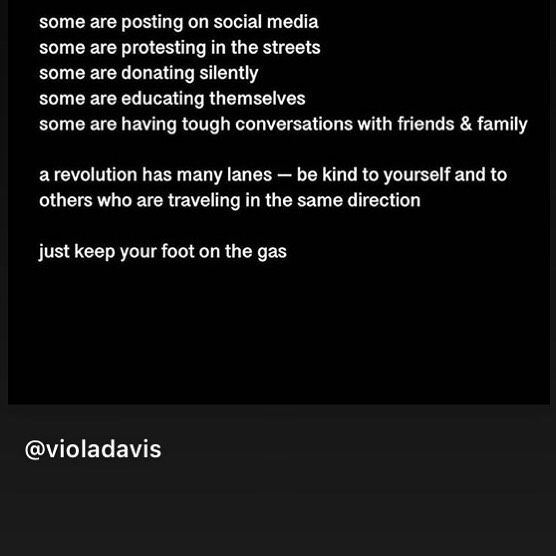 some are posting on social media
some are protesting in the streets
some are donating silently
some are educating themselves
some are having tough conversations with friends & family
a revolution has many lanes — be kind to yourself and to
others who are traveling in the same direction
just keep your foot on the gas
@violadavis